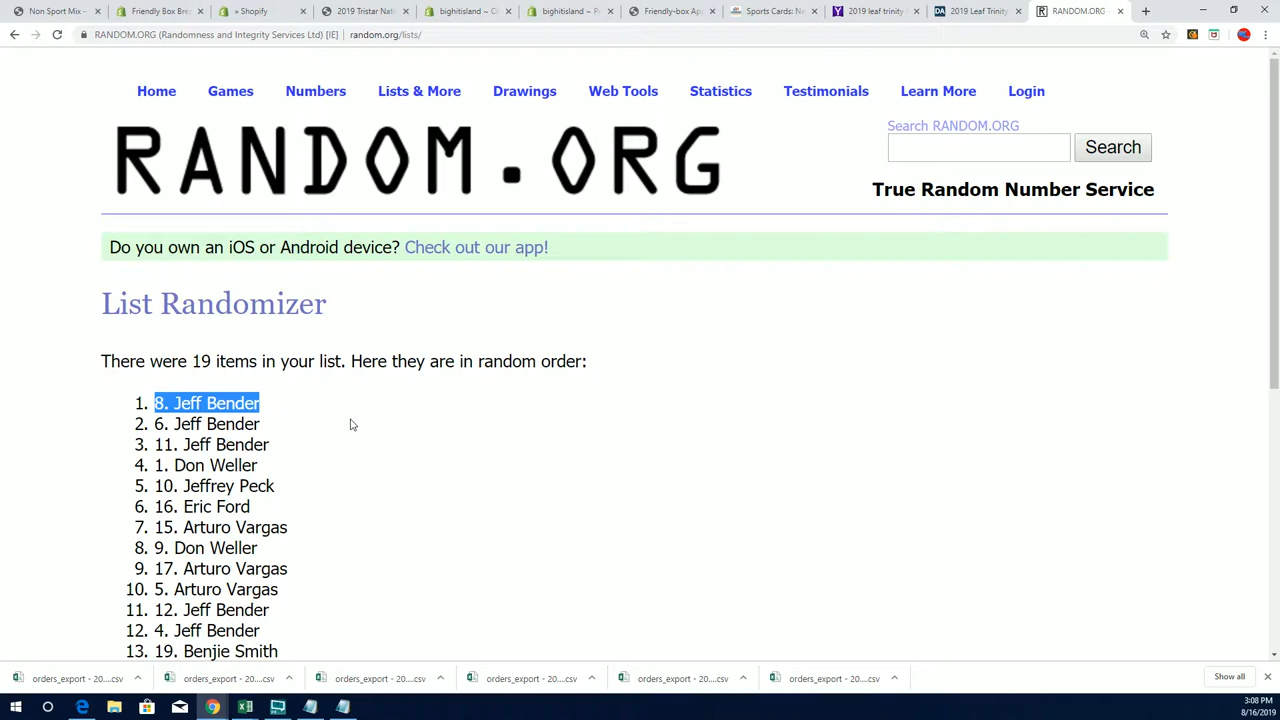 Non Sport Mix –
Friendly Box Bre
» Shopify
2019 Tristar Nati
bighitisland ~ O
bighitisland ~ P
Friendly-box App
Sports Cards: Ne
2019 leaf trinity
2019 Leaf Trinity
RANDOM.ORG
RANDOM.ORG (Randomness and Integrity Services Ltd) [IE] | random.org/lists/
Home Games Numbers Lists & More Drawings Web Tools Statistics Testimonials Learn More Login
RANDOM.ORG
Search RANDOM.ORG
Search
True Random Number Service
Do you own an iOS or Android device? Check out our app!
List Randomizer
There were 19 items in your list. Here they are in random order:
1. 8. Jeff Bender
2. 6. Jeff Bender
3. 11. Jeff Bender
4. 1. Don Weller
5. 10. Jeffrey Peck
6. 16. Eric Ford
7. 15. Arturo Vargas
8. 9. Don Weller
9. 17. Arturo Vargas
10. 5. Arturo Vargas
11. 12. Jeff Bender
12. 4. Jeff Bender
13. 19. Benjie Smith
orders_export - 20....csv
orders_export - 20....csv
orders_export - 20....csv
orders_export - 20....csv
orders_export - 20....csv
orders_export - 20....csv
Show all
3:08 PM
8/16/2019